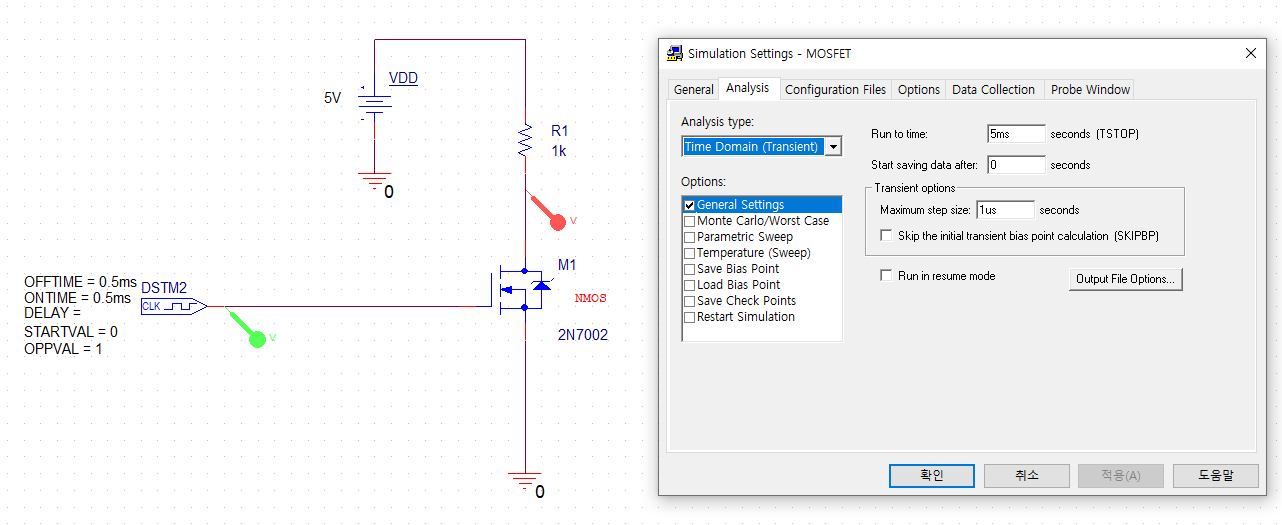 VDD
5V
R1
1k
0
V
OFFTIME = 0.5ms
ONTIME = 0.5ms
DELAY =
STARTVAL = 0
OPPVAL = 1
DSTM2
CLK
V
M1
NMOS
2N7002
0
Simulation Settings - MOSFET
General Analysis Configuration Files Options Data Collection Probe Window
Analysis type:
Time Domain (Transient)
Options:
General Settings
Monte Carlo/Worst Case
Parametric Sweep
Temperature (Sweep)
Save Bias Point
Load Bias Point
Save Check Points
Restart Simulation
Run to time: 5ms seconds (TSTOP)
Start saving data after: 0 seconds
Transient options
Maximum step size: 1us seconds
Skip the initial transient bias point calculation (SKIPBP)
Run in resume mode
Output File Options...
확인 취소 적용(A) 도움말